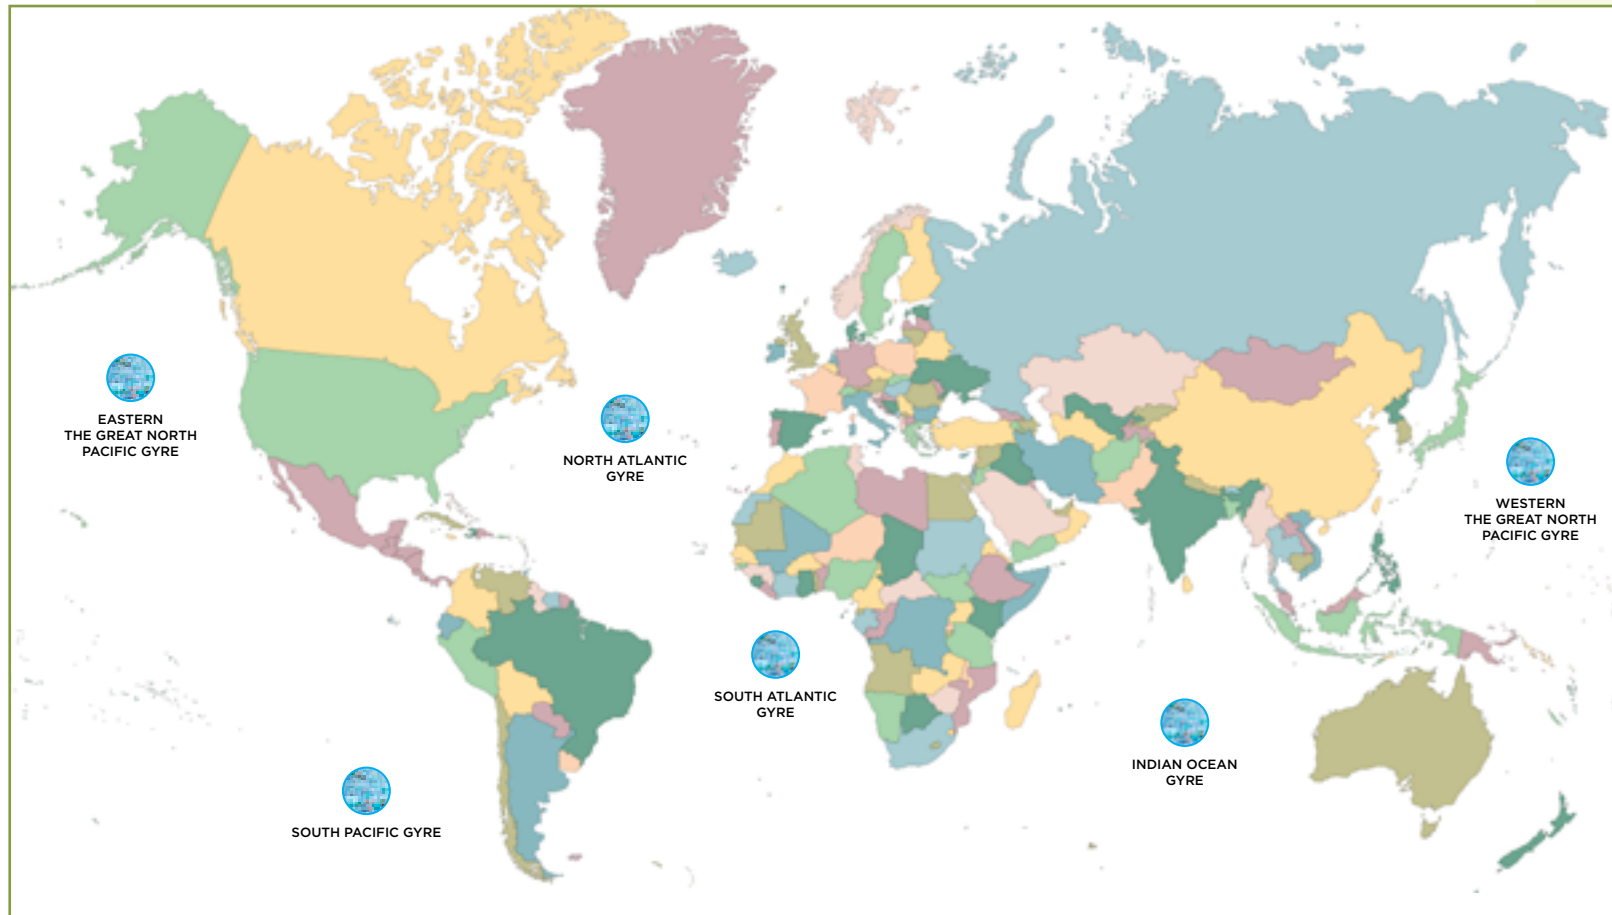 EASTERN
THE GREAT NORTH
PACIFIC GYRE
NORTH ATLANTIC
GYRE
WESTERN
THE GREAT NORTH
PACIFIC GYRE
SOUTH ATLANTIC
GYRE
INDIAN OCEAN
GYRE
SOUTH PACIFIC GYRE